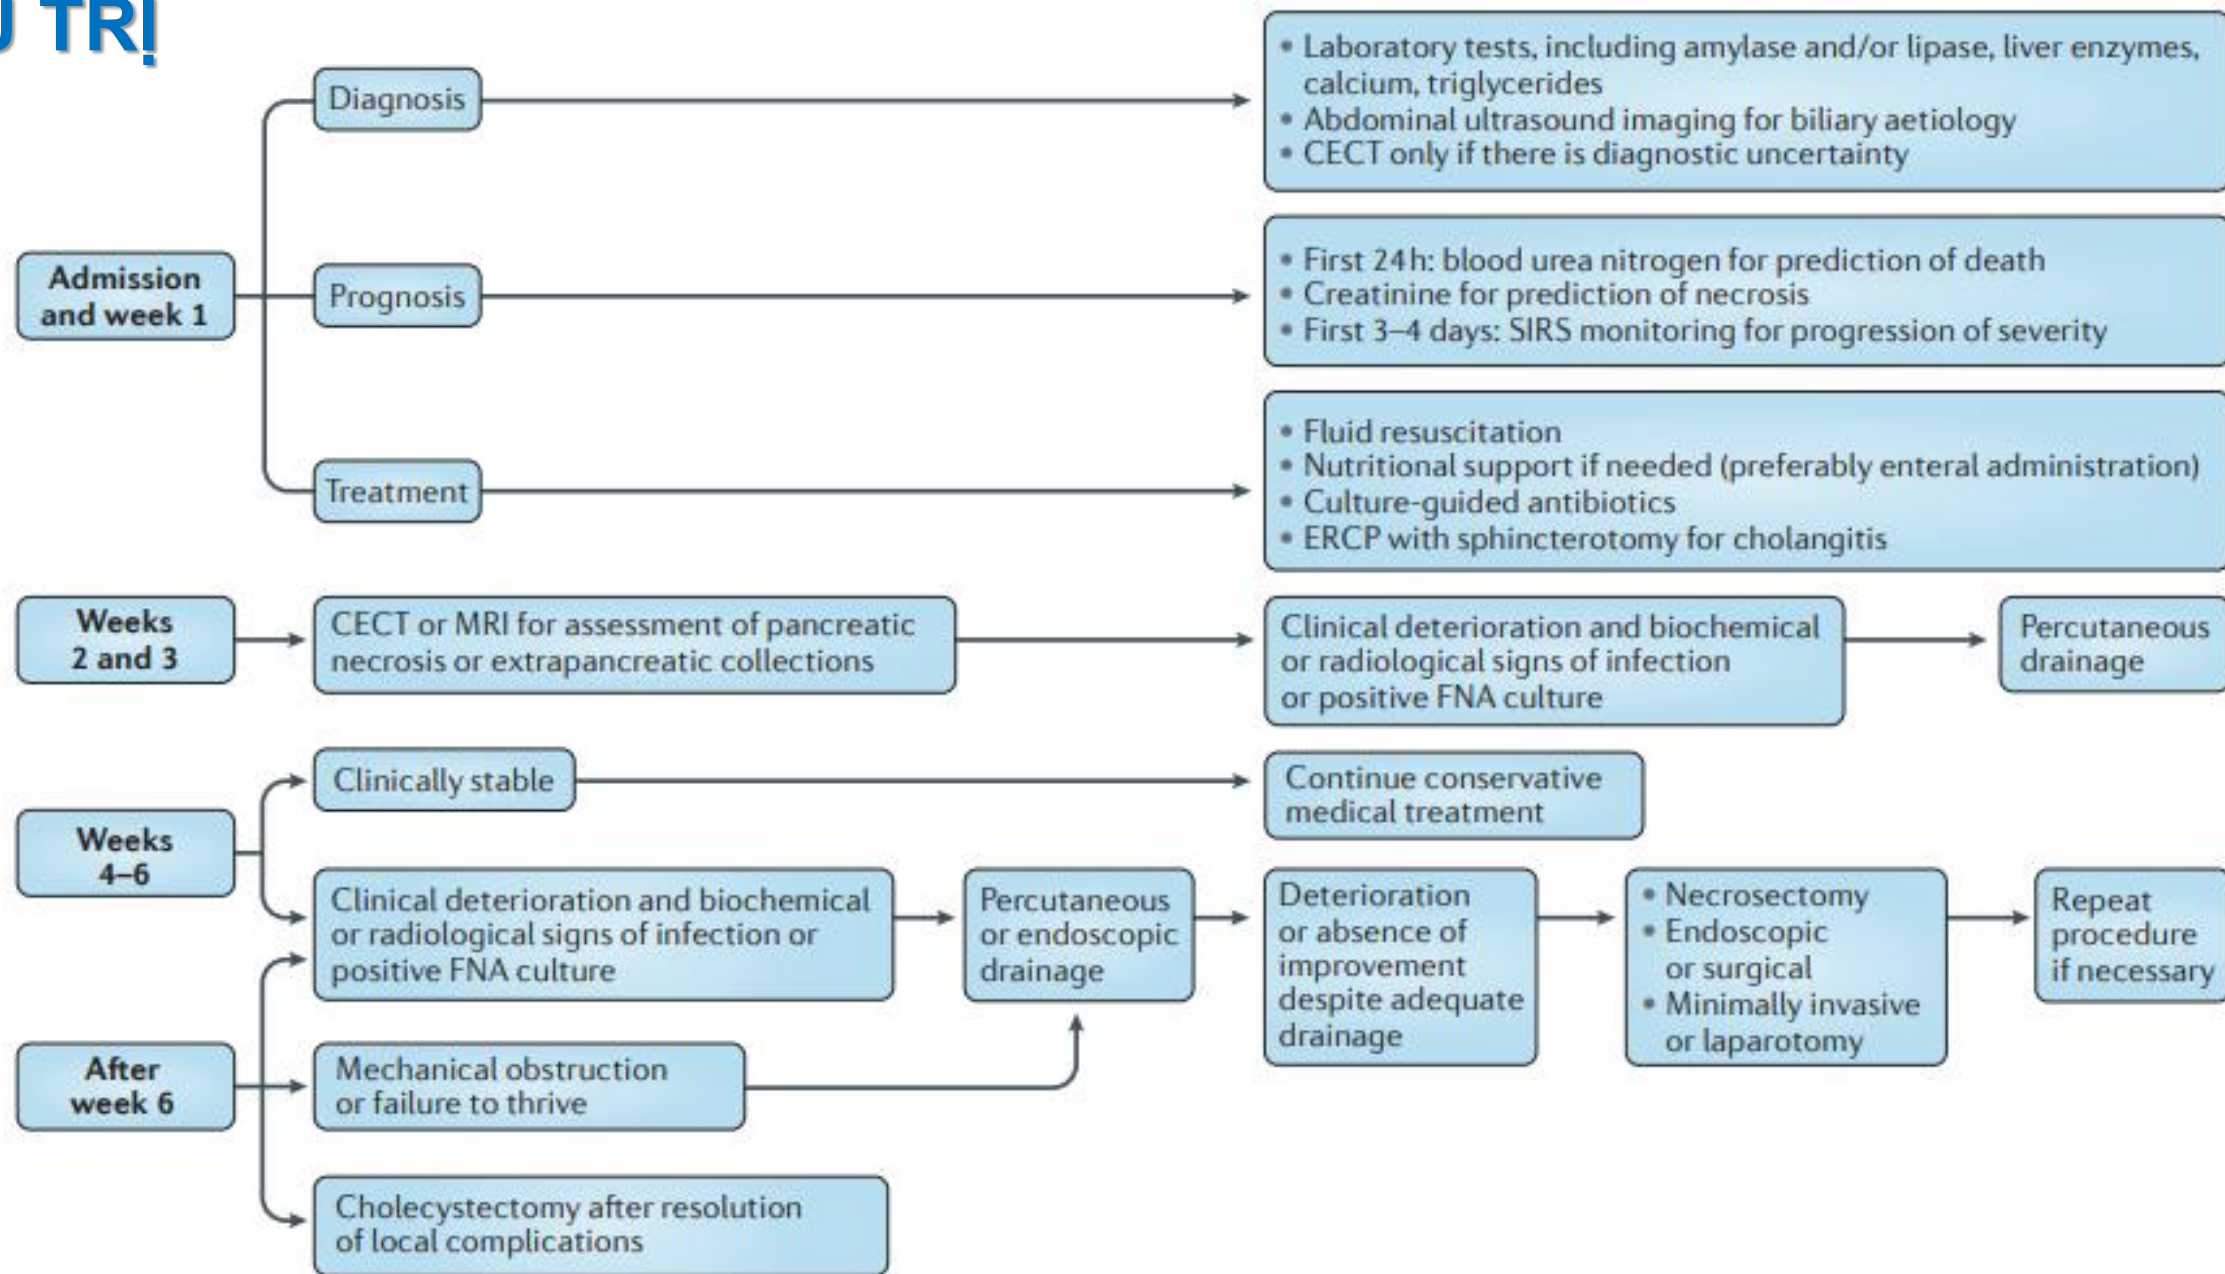 TRỊ
Diagnosis
• Laboratory tests, including amylase and/or lipase, liver enzymes,
calcium, triglycerides
• Abdominal ultrasound imaging for biliary aetiology
• CECT only if there is diagnostic uncertainty
Admission
and week 1
Prognosis
• First 24 h: blood urea nitrogen for prediction of death
• Creatinine for prediction of necrosis
• First 3–4 days: SIRS monitoring for progression of severity
Treatment
• Fluid resuscitation
• Nutritional support if needed (preferably enteral administration)
• Culture-guided antibiotics
• ERCP with sphincterotomy for cholangitis
Weeks
2 and 3
CECT or MRI for assessment of pancreatic
necrosis or extrapancreatic collections
Clinical deterioration and biochemical
or radiological signs of infection
or positive FNA culture
Percutaneous
drainage
Weeks
4–6
Clinically stable
Continue conservative
medical treatment
Clinical deterioration and biochemical
or radiological signs of infection or
positive FNA culture
Percutaneous
or endoscopic
drainage
Deterioration
or absence of
improvement
despite adequate
drainage
• Necrosectomy
• Endoscopic
or surgical
• Minimally invasive
or laparotomy
Repeat
procedure
if necessary
After
week 6
Mechanical obstruction
or failure to thrive
Cholecystectomy after resolution
of local complications